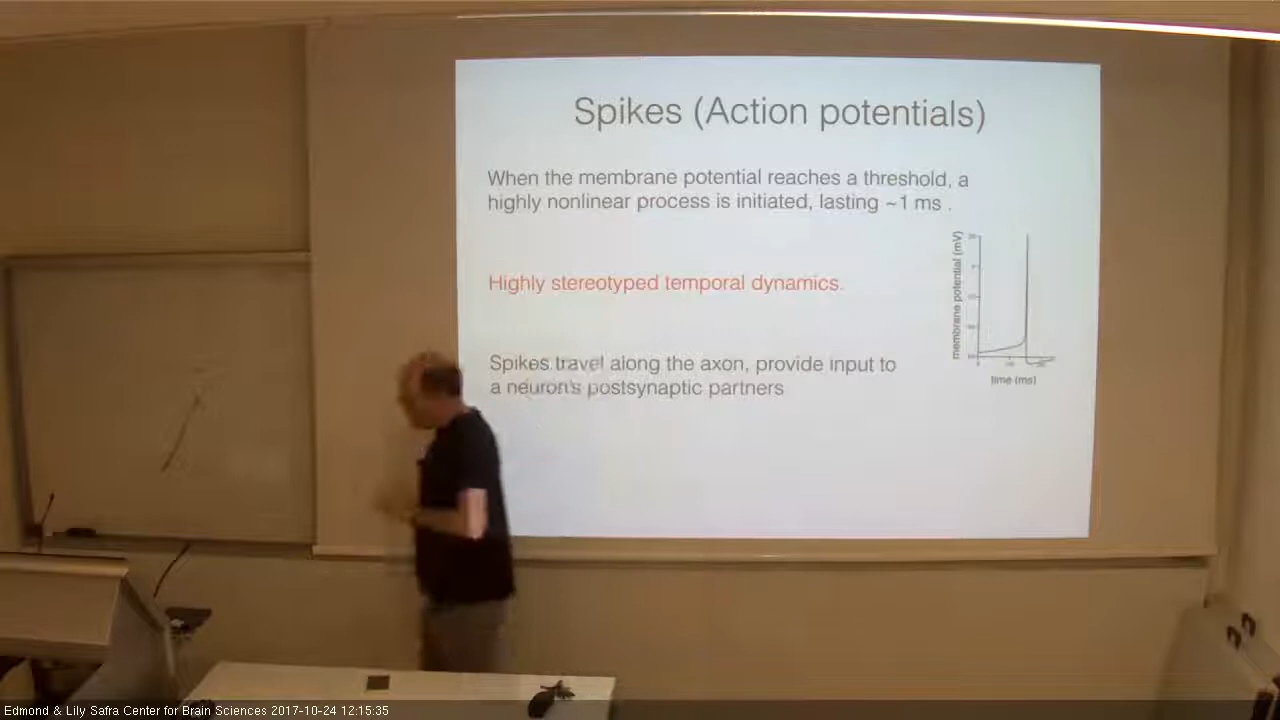 Spikes (Action potentials)
When the membrane potential reaches a threshold, a
highly nonlinear process is initiated, lasting ~1 ms .
Highly stereotyped temporal dynamics.
Spikes travel along the axon, provide input to
a neuron's postsynaptic partners
membrane potential (mV)
time (ms)
Edmond & Lily Safra Center for Brain Sciences 2017-10-24 12:15:35